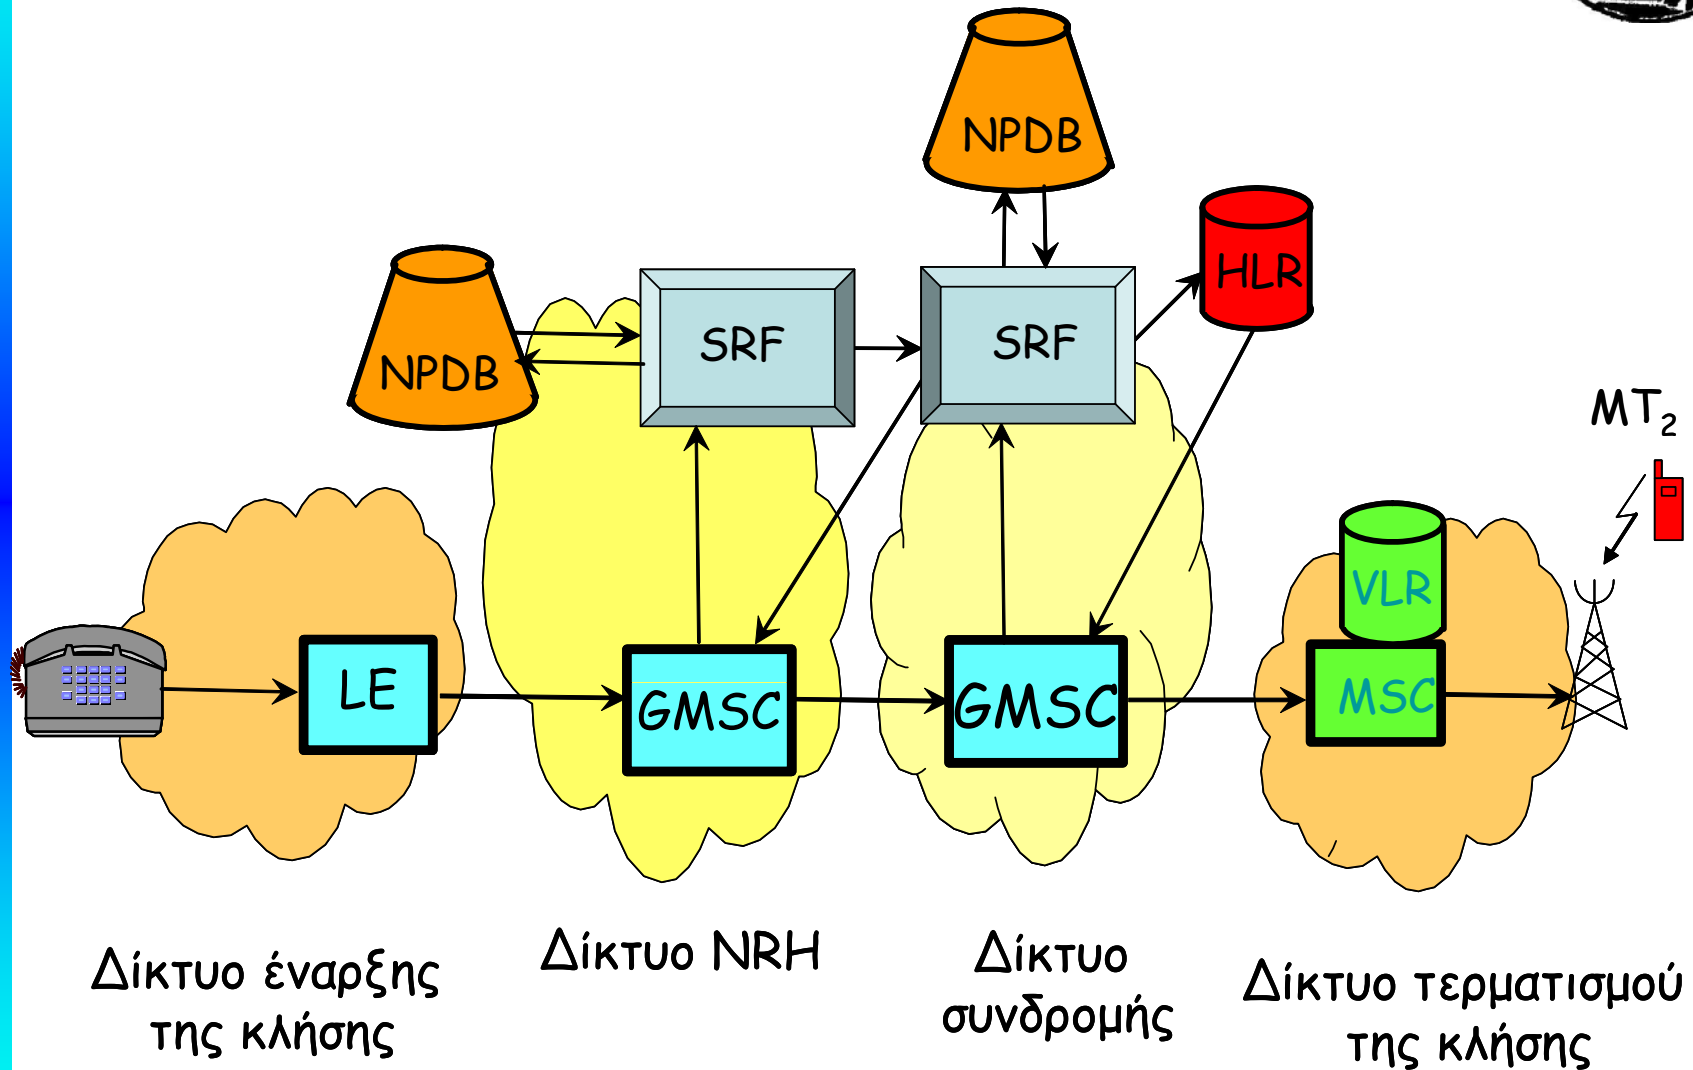 NPDB
HLR
SRF
SRF
NPDB
MT2
VLR
LE
GMSC
GMSC
MSC
Δίκτυο έναρξης
της κλήσης
Δίκτυο NRH
Δίκτυο
συνδρομής
Δίκτυο τερματισμού
της κλήσης